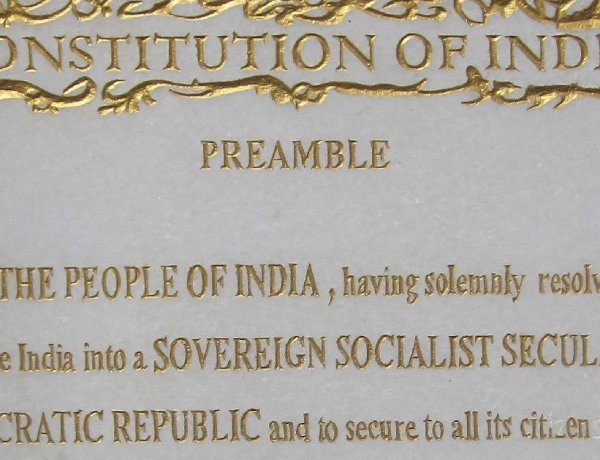 ONSTITUTION OF INDI
PREAMBLE
THE PEOPLE OF INDIA , having solemnly resolv
e India into a SOVEREIGN SOCIALIST SECUL
CRATIC REPUBLIC and to secure to all its citizen